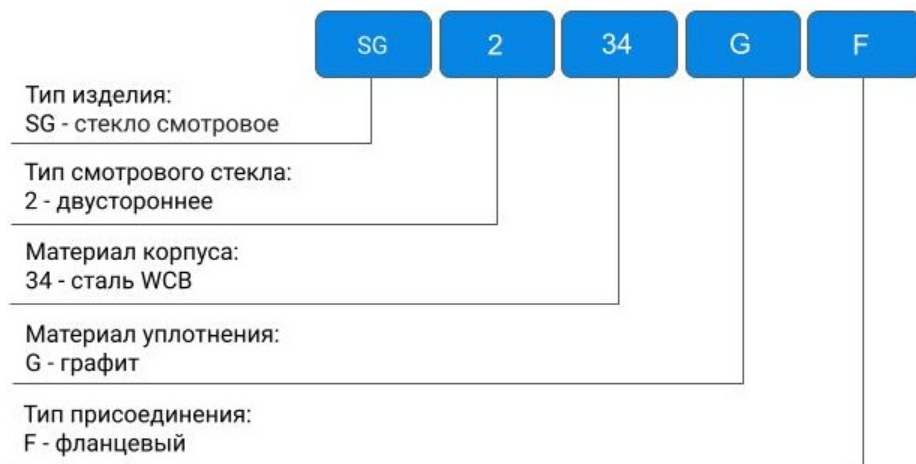 SG 2 34 G F
Тип изделия:
SG - стекло смотровое
Тип смотрового стекла:
2 - двустороннее
Материал корпуса:
34 - сталь WCB
Материал уплотнения:
G - графит
Тип присоединения:
F - фланцевый